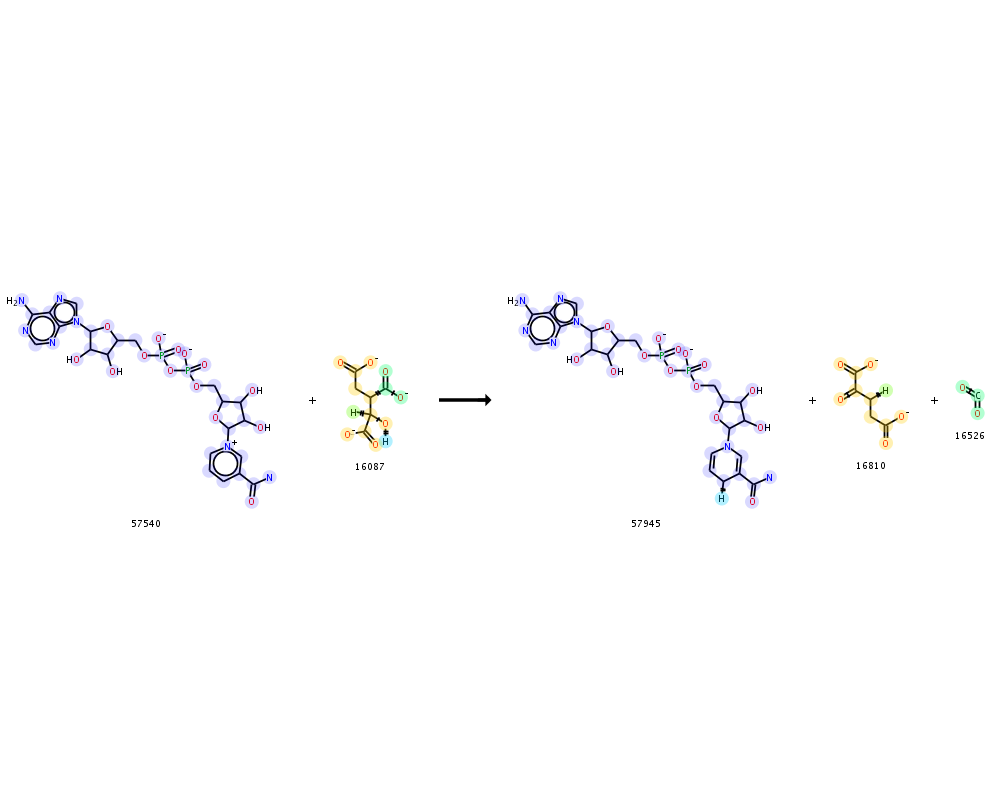 H₂N N N N N O HO OH O⁻ O P O O⁻ O P O O OH O OH N⁺ N O
+
O O⁻ O O⁻ H O O⁻ O H
16087
57540
H₂N N N N N O HO OH O⁻ O P O O⁻ O P O O OH O OH N N O H
57945
+
O O⁻ O H O⁻ O
16810
+
O C O
16526